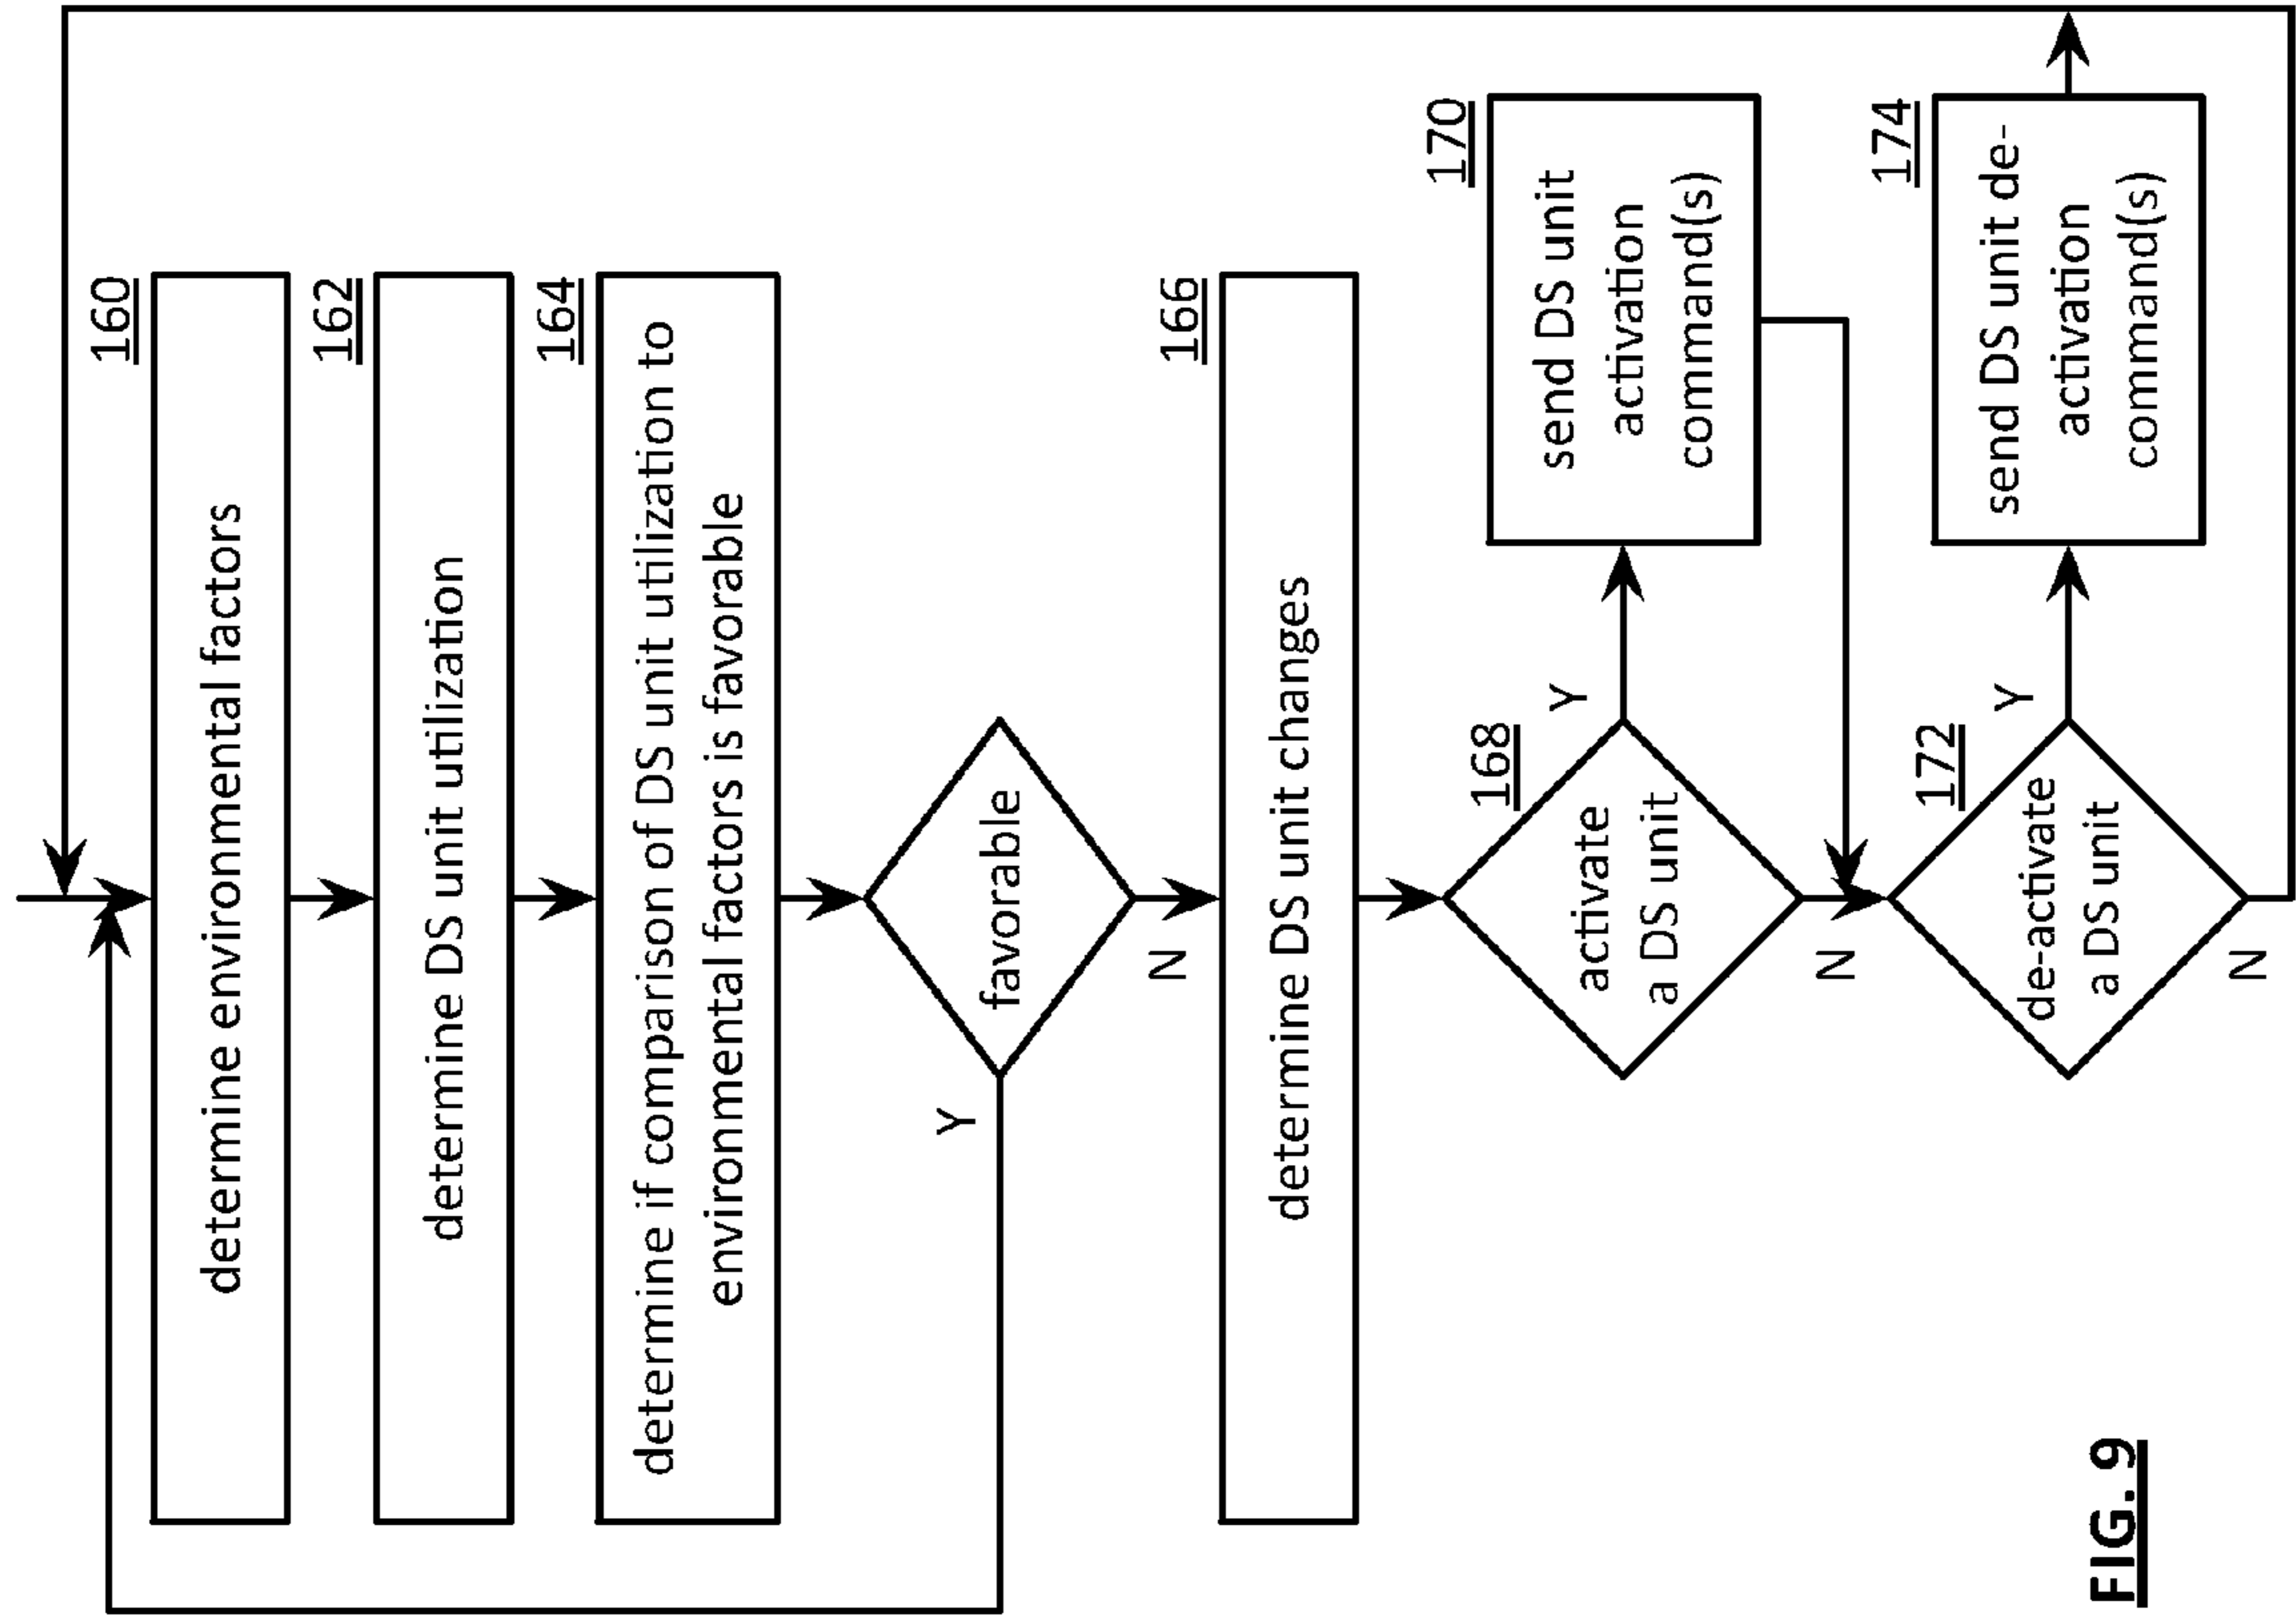 160
determine environmental factors
162
determine DS unit utilization
164
determine if comparison of DS unit utilization to
environmental factors is favorable
favorable
Y
N
166
determine DS unit changes
168
activate
a DS unit
Y
N
170
send DS unit
activation
command(s)
172
de-activate
a DS unit
Y
N
174
send DS unit de-
activation
command(s)
FIG. 9